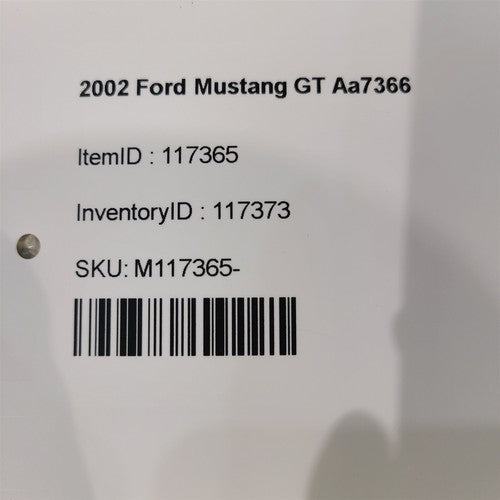 2002 Ford Mustang GT Aa7366
ItemID : 117365
InventoryID : 117373
SKU: M117365-